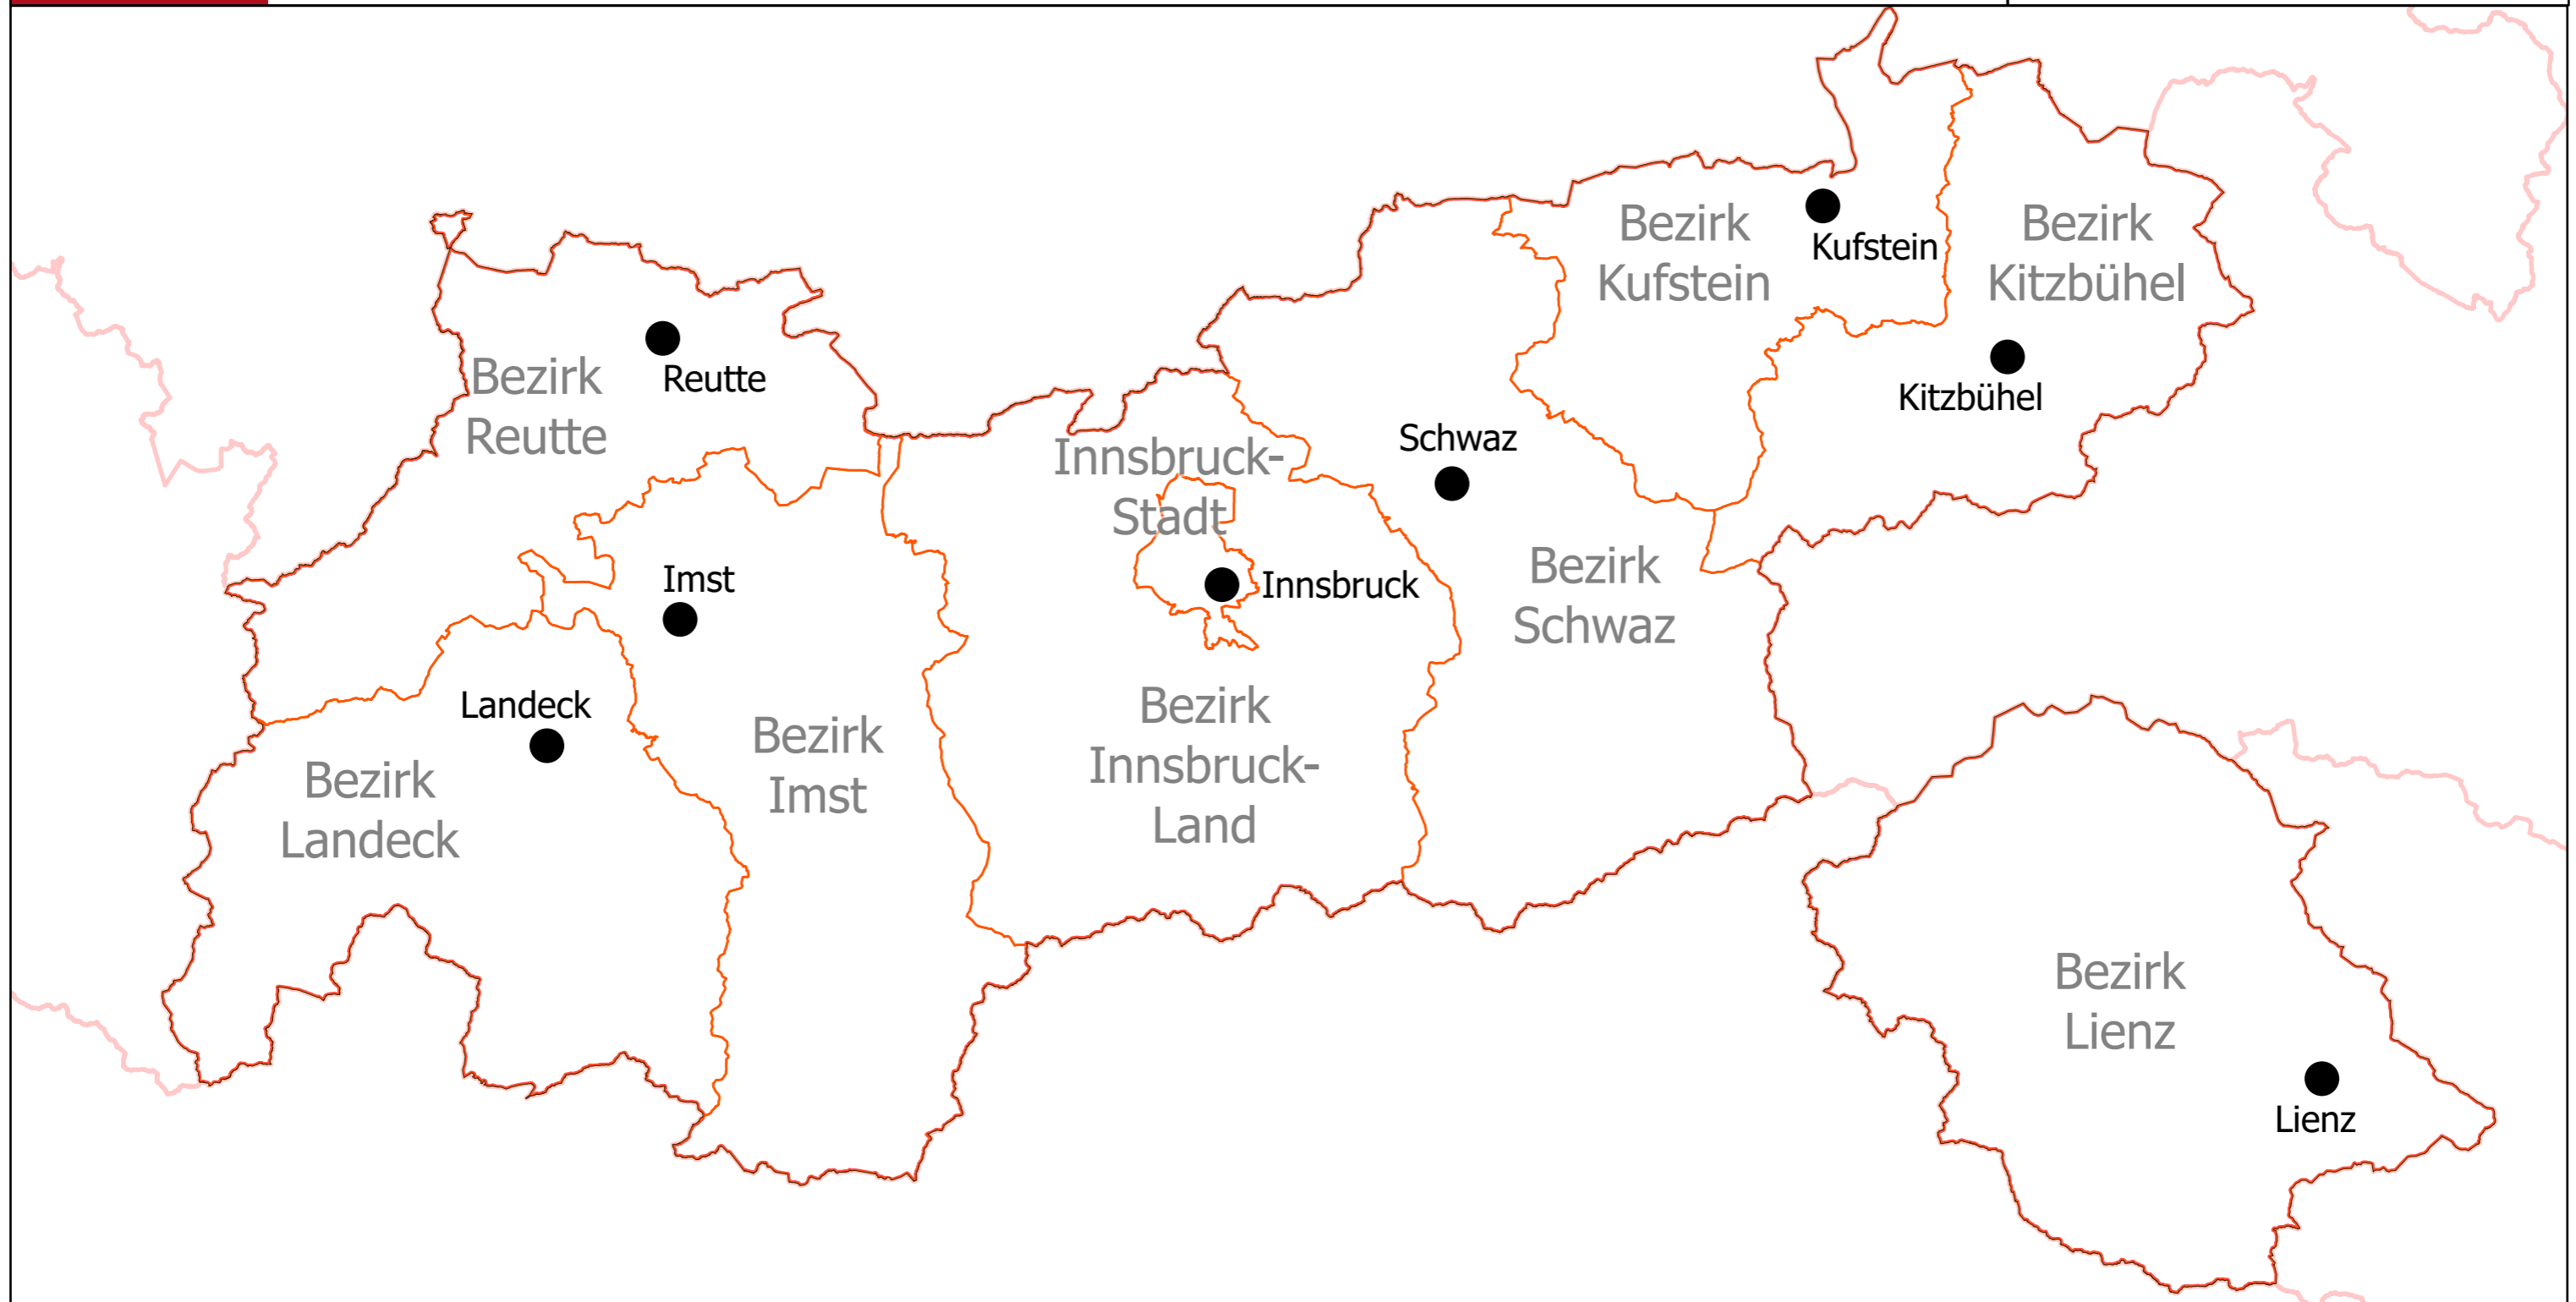 Bezirk
Kufstein
Kufstein
Bezirk
Kitzbühel
Kitzbühel
Bezirk
Reutte
Reutte
Innsbruck-
Stadt
Innsbruck
Schwaz
Bezirk
Schwaz
Imst
Bezirk
Imst
Landeck
Bezirk
Landeck
Bezirk
Innsbruck-
Land
Bezirk
Lienz
Lienz